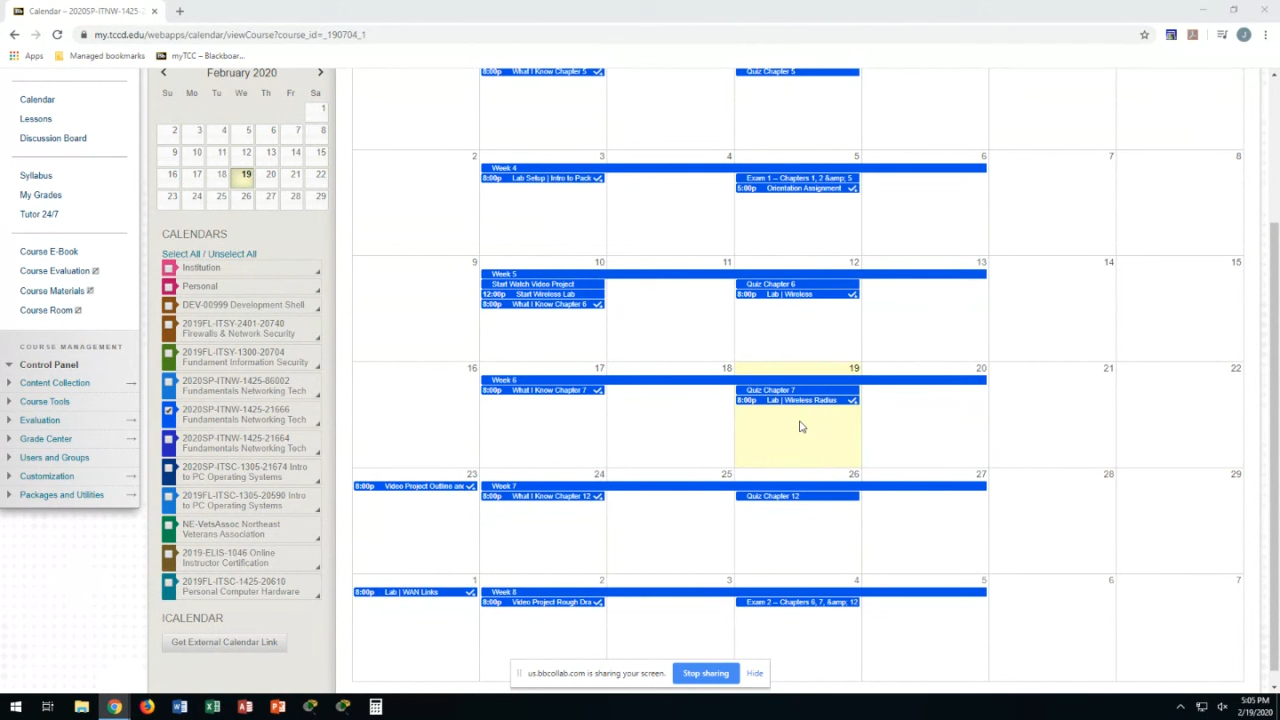 Calendar – 2020SP-ITNW-1425-2
my.tccd.edu/webapps/calendar/viewCourse?course_id=_190704_1
Apps
Managed bookmarks
myTCC – Blackboar...
Calendar
Lessons
Discussion Board
Syllabus
My Grades
Tutor 24/7
Course E-Book
Course Evaluation
Course Materials
Course Room
COURSE MANAGEMENT
Control Panel
Content Collection
Course Tools
Evaluation
Grade Center
Users and Groups
Customization
Packages and Utilities
February 2020
Su Mo Tu We Th Fr Sa
1
2 3 4 5 6 7 8
9 10 11 12 13 14 15
16 17 18 19 20 21 22
23 24 25 26 27 28 29
CALENDARS
Select All / Unselect All
Institution
Personal
DEV-00999 Development Shell
2019FL-ITSY-2401-20740
Firewalls & Network Security
2019FL-ITSY-1300-20704
Fundament Information Security
2020SP-ITNW-1425-86002
Fundamentals Networking Tech
2020SP-ITNW-1425-21666
Fundamentals Networking Tech
2020SP-ITNW-1425-21664
Fundamentals Networking Tech
2020SP-ITSC-1305-21674 Intro
to PC Operating Systems
2019FL-ITSC-1305-20590 Intro
to PC Operating Systems
NE-VetsAssoc Northeast
Veterans Association
2019-ELIS-1046 Online
Instructor Certification
2019FL-ITSC-1425-20610
Personal Computer Hardware
ICALENDAR
Get External Calendar Link
8:00p What I Know Chapter 5
Quiz Chapter 5
2 3 4 5 6 7 8
Week 4
8:00p Lab Setup | Intro to Pack
Exam 1 -- Chapters 1, 2 &amp; 5
5:00p Orientation Assignment
9 10 11 12 13 14 15
Week 5
Start Watch Video Project
Quiz Chapter 6
12:00p Start Wireless Lab
8:00p Lab | Wireless
8:00p What I Know Chapter 6
16 17 18 19 20 21 22
Week 6
8:00p What I Know Chapter 7
Quiz Chapter 7
8:00p Lab | Wireless Radius
23 24 25 26 27 28 29
8:00p Video Project Outline anc
Week 7
8:00p What I Know Chapter 12
Quiz Chapter 12
1 2 3 4 5 6 7
8:00p Lab | WAN Links
Week 8
8:00p Video Project Rough Dra
Exam 2 -- Chapters 6, 7, &amp; 12
us.bbcollab.com is sharing your screen.
Stop sharing
Hide
5:05 PM
2/19/2020